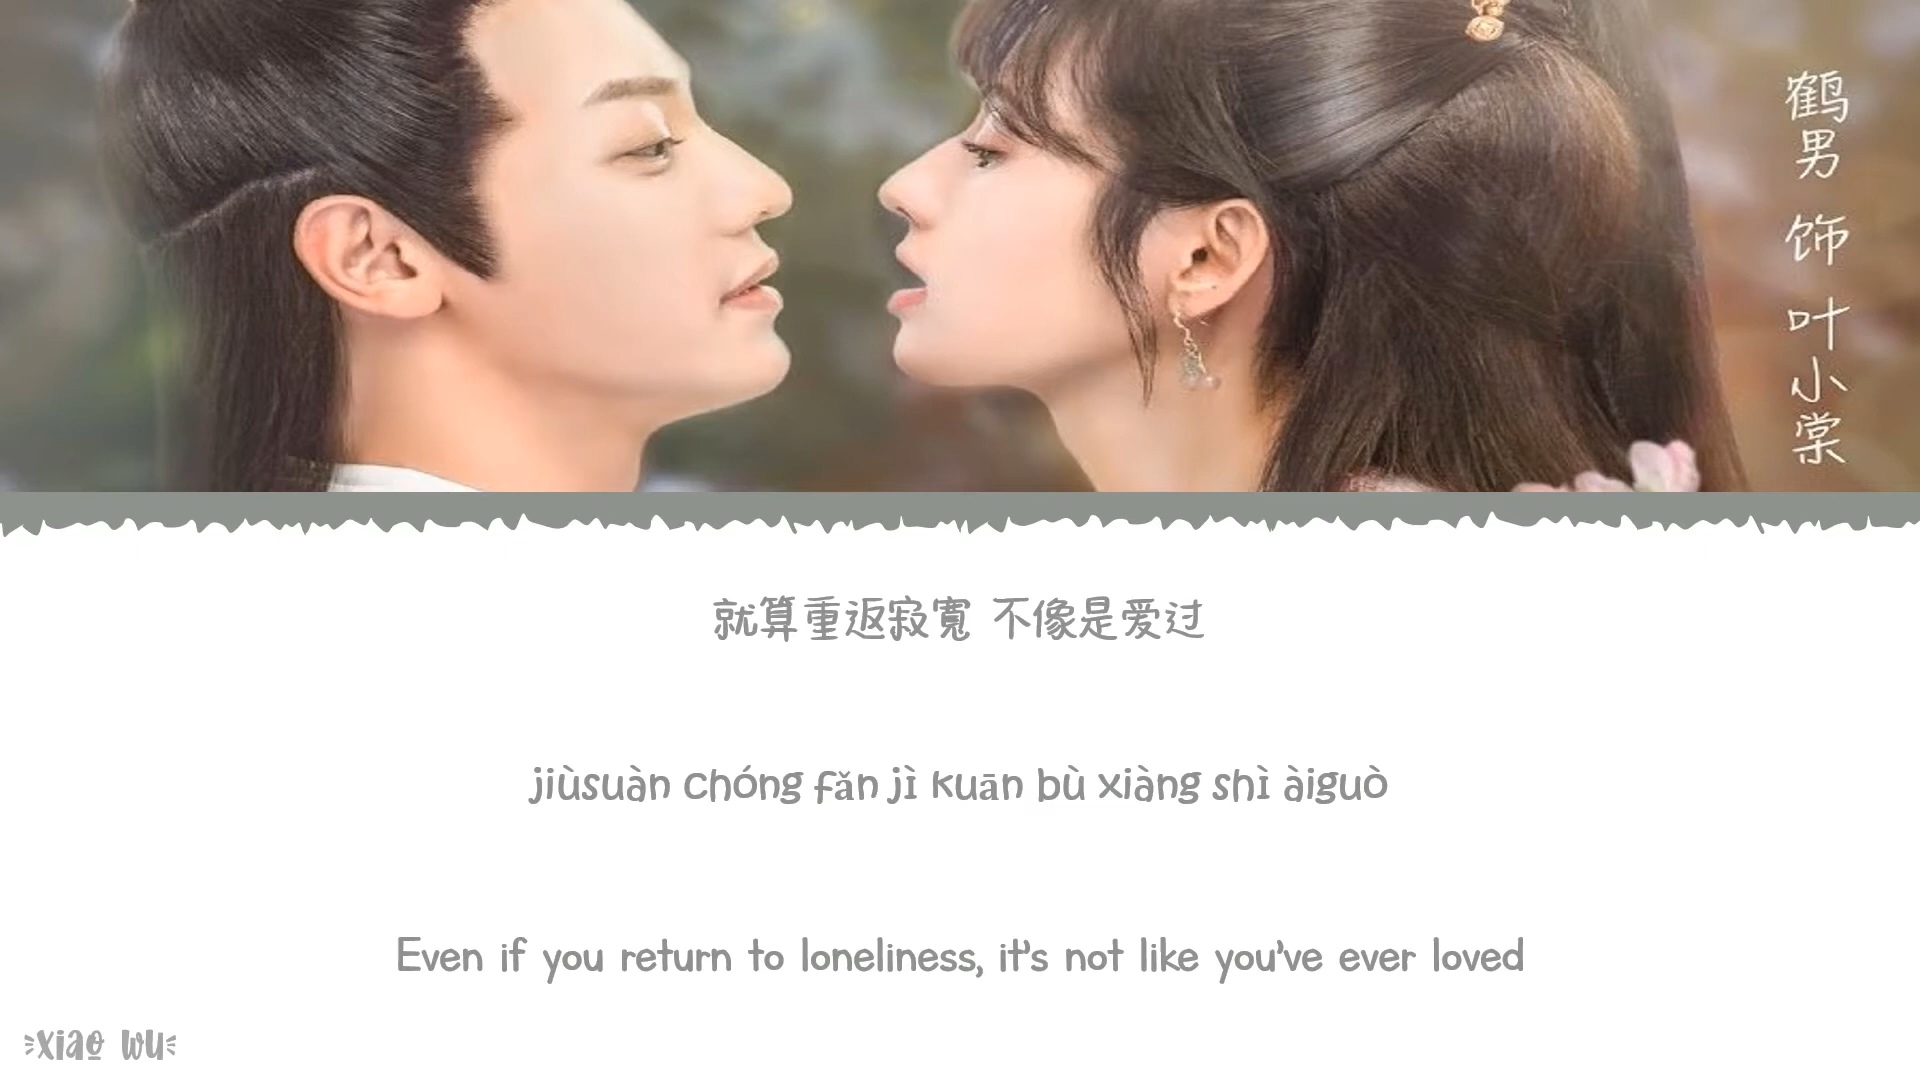 鹤男 饰 叶小棠
就算重返寂寬 不像是爱过
jiùsuàn chóng fǎn jì kuān bù xiàng shì àiguò
Even if you return to loneliness, it's not like you've ever loved
xiao wu